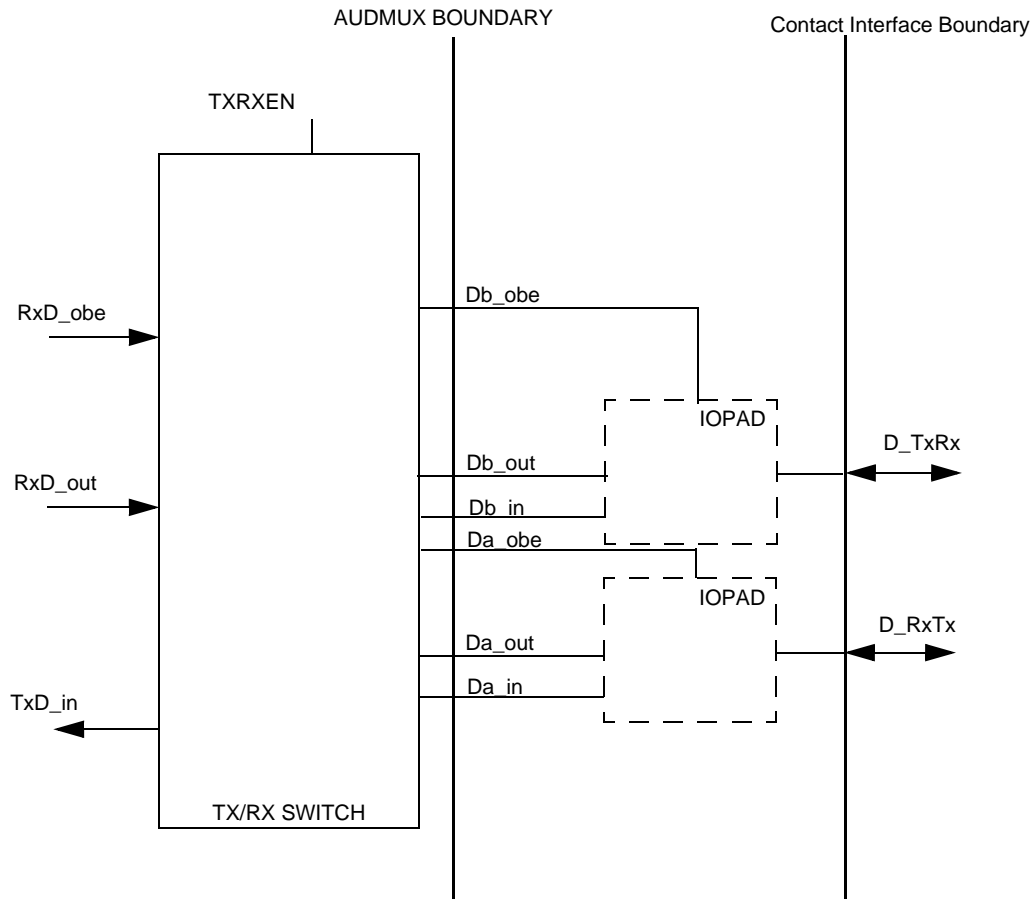 AUDMUX BOUNDARY
Contact Interface Boundary
TXRXEN
RxD_obe
Db_obe
IOPAD
D_TxRx
RxD_out
Db_out
Db_in
Da_obe
IOPAD
D_RxTx
Da_out
Da_in
TxD_in
TX/RX SWITCH